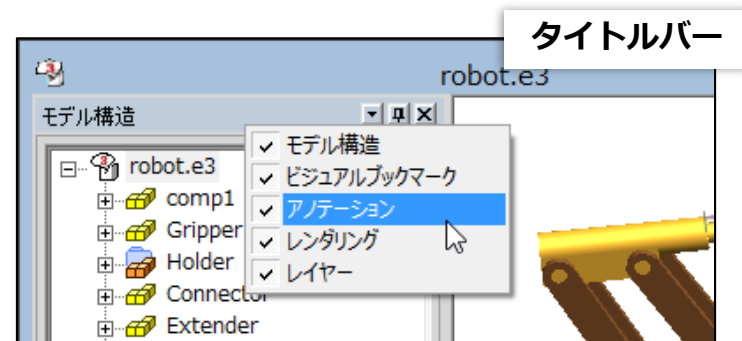 タイトルバー
robot.e3
モデル構造
モデル構造
ビジュアルブックマーク
アノテーション
レンダリング
レイヤー
robot.e3
comp1
Gripper
Holder
Connector
Extender